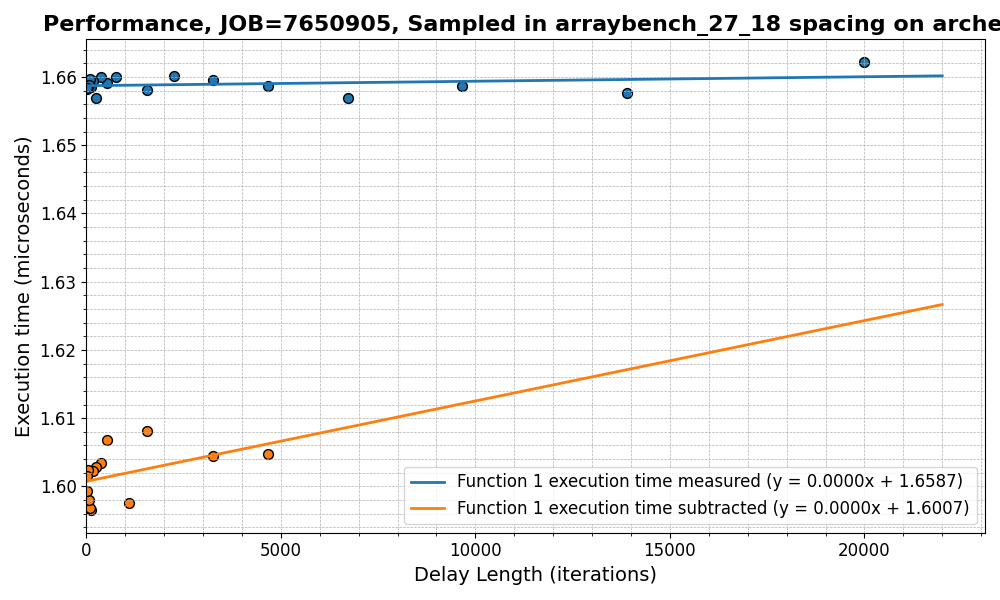 Performance, JOB=7650905, Sampled in arraybench_27_18 spacing on arche
Execution time (microseconds)
1.66
1.65
1.64
1.63
1.62
1.61
1.60
Function 1 execution time measured (y = 0.0000x + 1.6587)
Function 1 execution time subtracted (y = 0.0000x + 1.6007)
0 5000 10000 15000 20000
Delay Length (iterations)